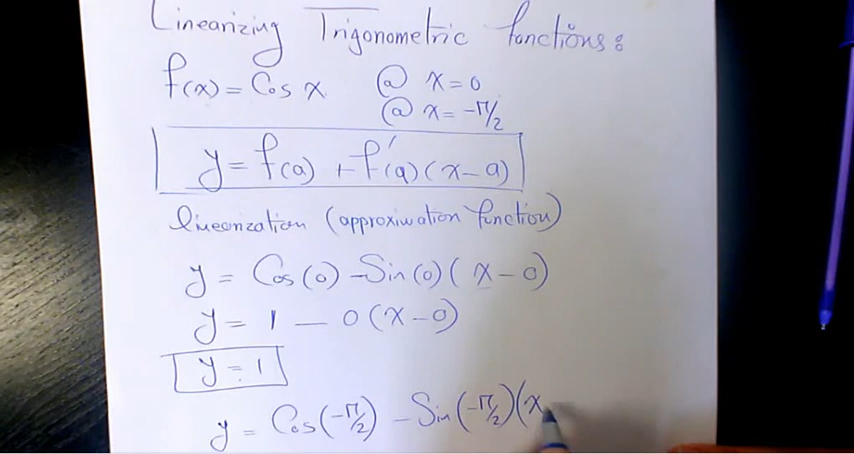 Linearizing Trigonometric functions:
f(x) = Cos x @ x = 0
@ x = -π/2
y = f(a) + f'(a)(x-a)
linearization (approximation function)
y = Cos(0) - Sin(0)(x-0)
y = 1 - 0(x-0)
y = 1
y = Cos(-π/2) - Sin(-π/2)(x